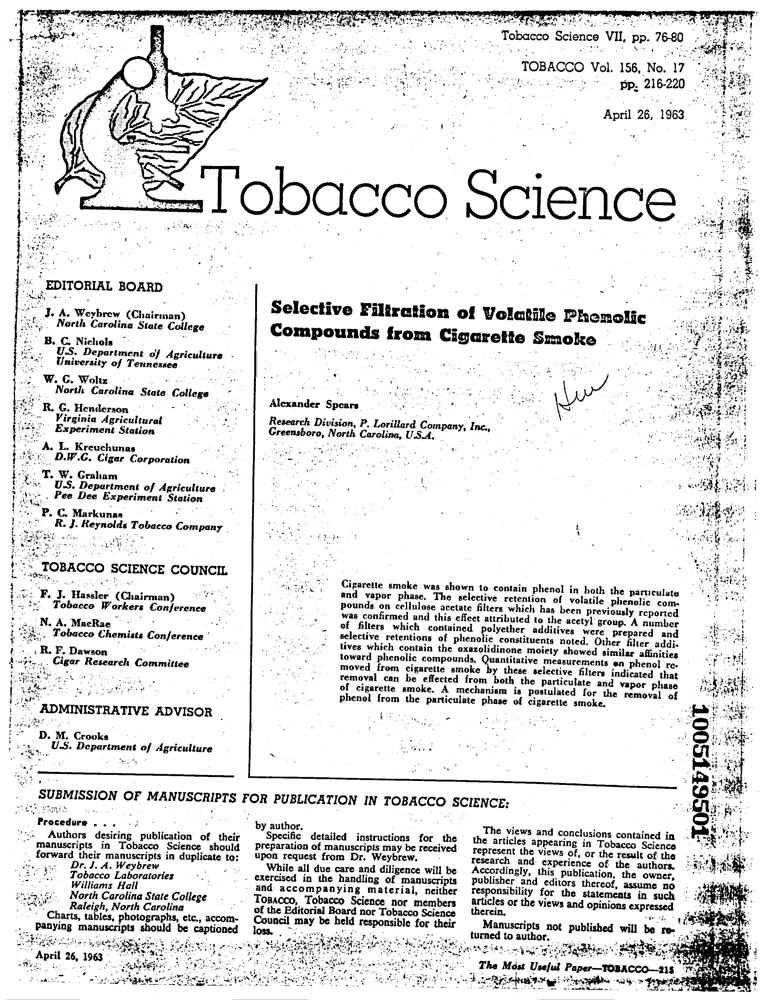 Tobacco Science VII, pp. 76-80
TOBACCO Vol. 156, No. 17
pp. 216-220
April 26, 1963
Tobacco Science
EDITORIAL BOARD
J. A. Weybrew (Chairman)
North Carolina State College
B. C. Nichols
U.S. Department of Agriculture
University of Tennessee
W. G. Woltz
North Carolina State College
R. G. Henderson
Virginia Agricultural
Experiment Station
A. L. Kreuchunas
D.W.G. Cigar Corporation
T. W. Graham
U.S. Department of Agriculture
Pee Dee Experiment Station
P. C. Markunas
R. J. Reynolds Tobacco Company
TOBACCO SCIENCE COUNCIL
F. J. Hassler (Chairman)
Tobacco Workers Conference
N. A. MacRae
Tobacco Chemists Conference
R. F. Dawson
Cigar Research Committee
ADMINISTRATIVE ADVISOR
D. M. Crooks
U.S. Department of Agriculture
Selective Filtration of Volatile Phenolic
Compounds from Cigarette Smoke
Alexander Spears
Research Division, P. Lorillard Company, Inc.,
Greensboro, North Carolina, U.S.A.
Cigarette smoke was shown to contain phenol in both the particulate
and vapor phase. The selective retention of volatile phenolic com-
pounds on cellulose acetate filters which has been previously reported
was confirmed and this effect attributed to the acetyl group. A number
of filters which contained polyether additives were prepared and
selective retentions of phenolic constituents noted. Other filter addi-
tives which contain the oxazolidinone moiety showed similar affinities
toward phenolic compounds. Quantitative measurements on phenol re-
moved from cigarette smoke by these selective filters indicated that
removal can be effected from both the particulate and vapor phase
of cigarette smoke. A mechanism is postulated for the removal of
phenol from the particulate phase of cigarette smoke.
1005149501
SUBMISSION OF MANUSCRIPTS FOR PUBLICATION IN TOBACCO SCIENCE:
Procedure . . . .
Authors desiring publication of their
manuscripts in Tobacco Science should
forward their manuscripts in duplicate to:
Dr. J. A. Weybrew
Tobacco Laboratories
Williams Hall
North Carolina State College
Raleigh, North Carolina
Charts, tables, photographs, etc., accom-
panying manuscripts should be captioned
by author.
Specific detailed instructions for the
preparation of manuscripts may be received
upon request from Dr. Weybrew.
While all due care and diligence will be
exercised in the handling of manuscripts
and accompanying material, neither
TOBACCO, Tobacco Science nor members
of the Editorial Board nor Tobacco Science
Council may be held responsible for their
loss.
The views and conclusions contained in
the articles appearing in Tobacco Science
represent the views of, or the result of the
research and experience of the authors.
Accordingly, this publication, the owner,
publisher and editors thereof, assume no
responsibility for the statements in such
articles or the views and opinions expressed
therein.
Manuscripts not published will be re-
turned to author.
April 26, 1963
The Most Useful Paper—TOBACCO—215